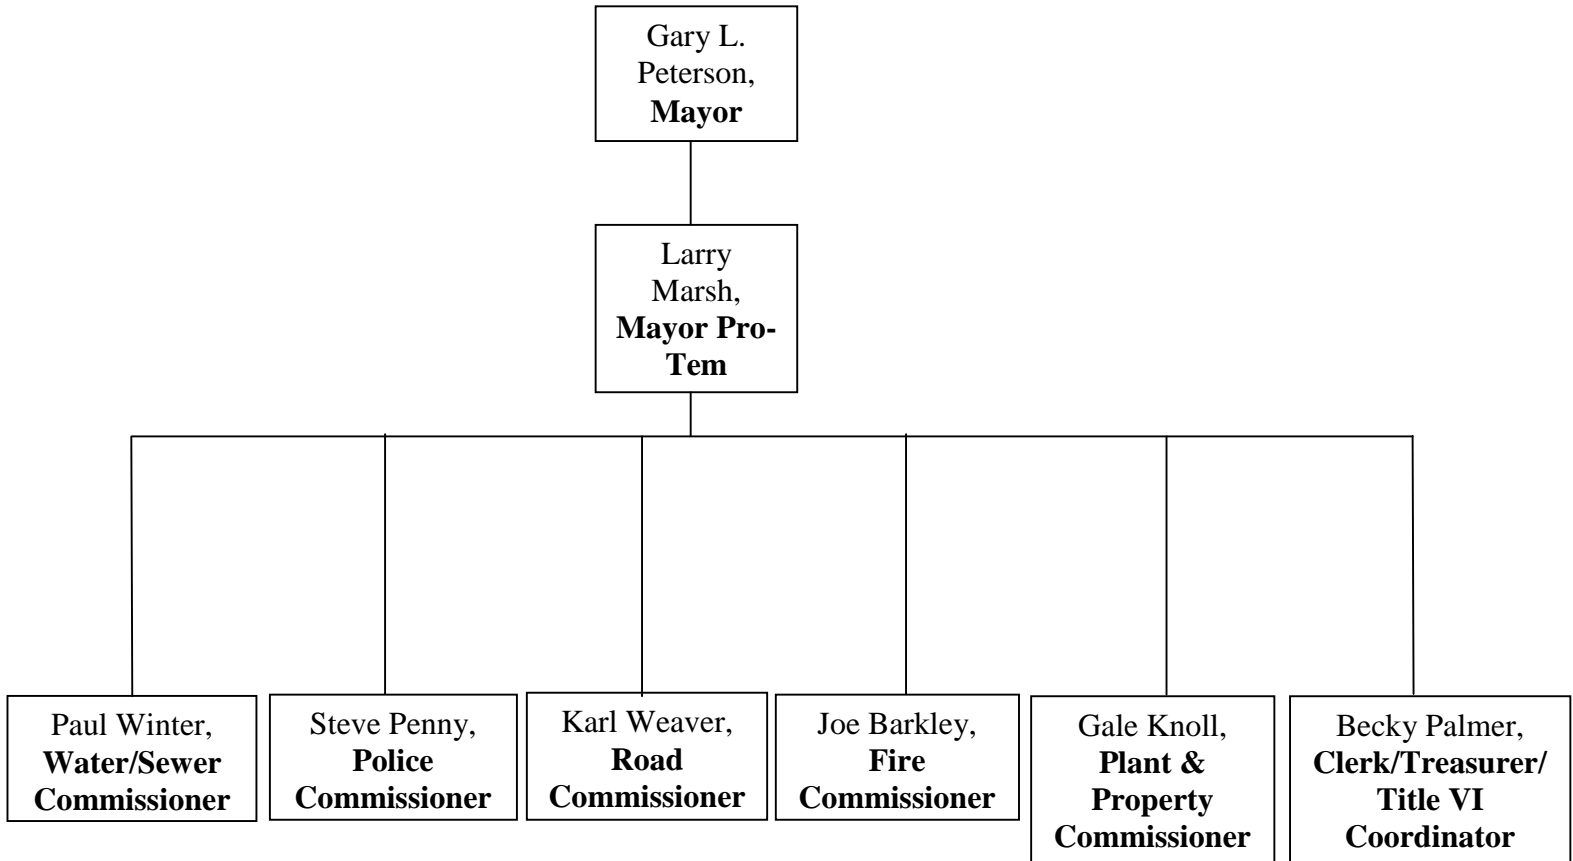 Gary L.
Peterson,
Mayor
Larry
Marsh,
Mayor Pro-
Tem
Paul Winter,
Water/Sewer
Commissioner
Steve Penny,
Police
Commissioner
Karl Weaver,
Road
Commissioner
Joe Barkley,
Fire
Commissioner
Gale Knoll,
Plant &
Property
Commissioner
Becky Palmer,
Clerk/Treasurer/
Title VI
Coordinator